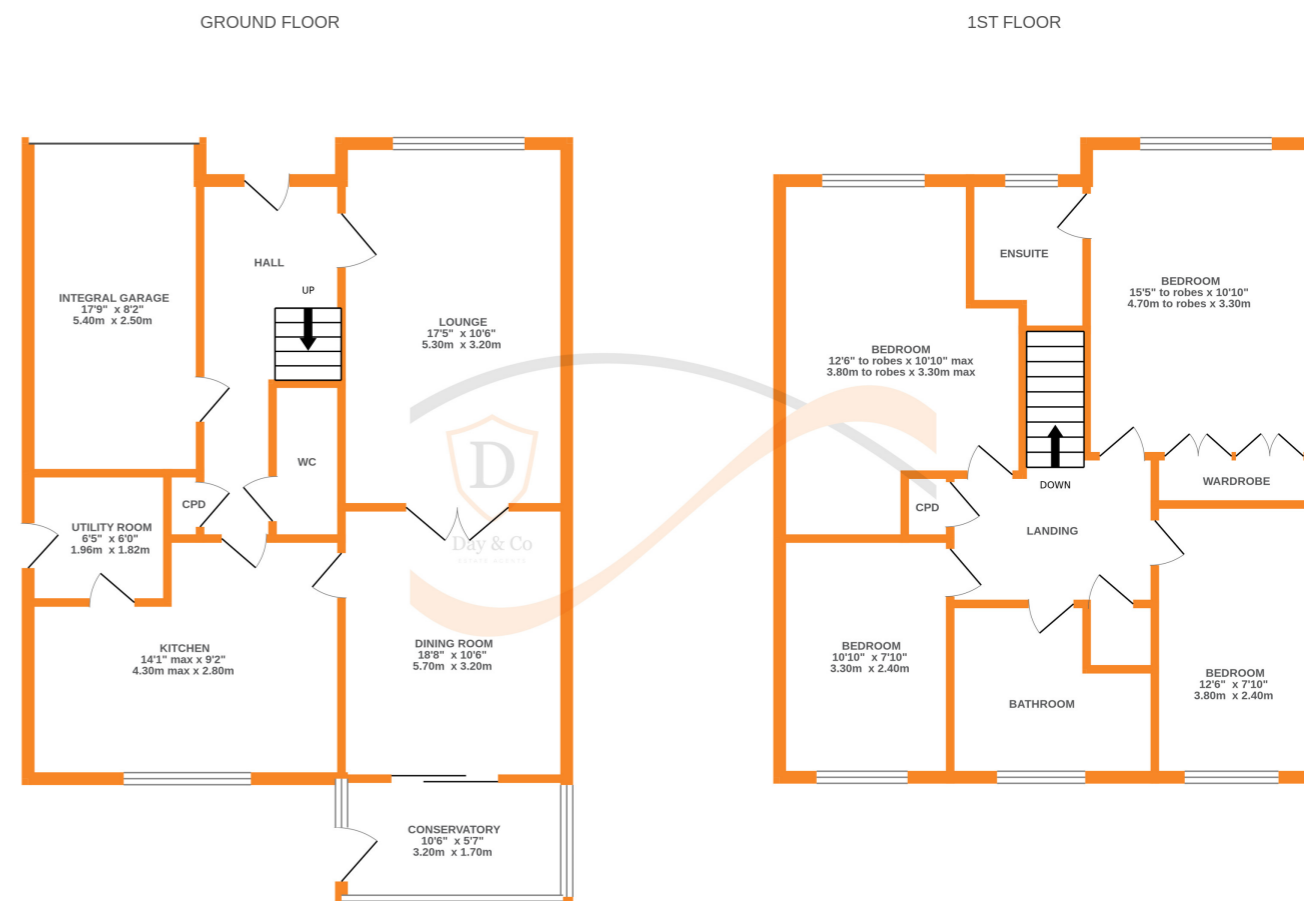 GROUND FLOOR
1ST FLOOR
INTEGRAL GARAGE
17'9" x 8'2"
5.40m x 2.50m
HALL
UP
LOUNGE
17'5" x 10'6"
5.30m x 3.20m
WC
CPD
UTILITY ROOM
6'5" x 6'0"
1.96m x 1.82m
KITCHEN
14'1" max x 9'2"
4.30m max x 2.80m
DINING ROOM
18'8" x 10'6"
5.70m x 3.20m
CONSERVATORY
10'6" x 5'7"
3.20m x 1.70m
D
Day & Co
ESTATE AGENTS
ENSUITE
BEDROOM
15'5" to robes x 10'10"
4.70m to robes x 3.30m
BEDROOM
12'6" to robes x 10'10" max
3.80m to robes x 3.30m max
DOWN
WARDROBE
CPD
LANDING
BEDROOM
10'10" x 7'10"
3.30m x 2.40m
BATHROOM
BEDROOM
12'6" x 7'10"
3.80m x 2.40m